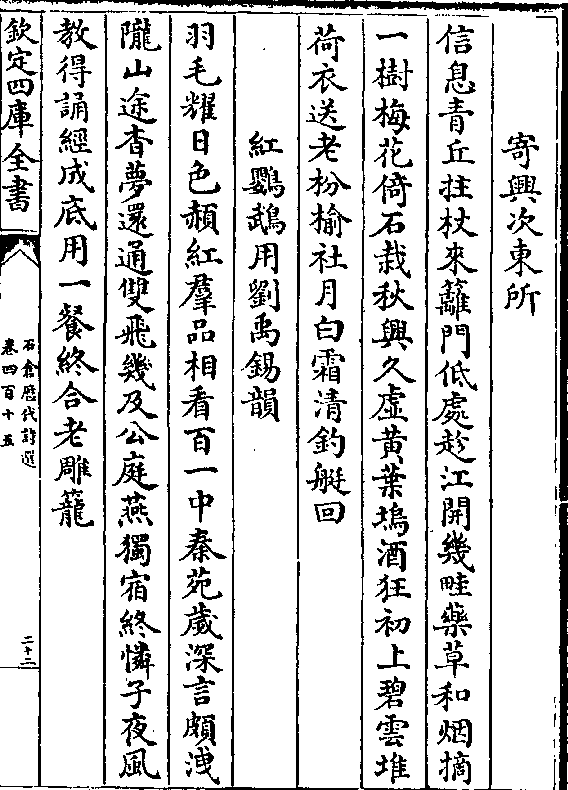 寄興次東所
信息青丘拄杖來籬門低處趁江開幾畦藥草和烟摘
一樹梅花倚石栽秋興久虛黃葉塢酒狂初上碧雲堆
荷衣送老枌榆社月白霜清釣艇回
紅鸚鵡用劉禹錫韻
羽毛耀日色頳紅羣品相看百一中秦苑歲深言頗洩
隴山途杳夢還通雙飛幾及公庭燕獨宿終憐子夜風
教得誦經成底用一餐終合老雕籠
欽定四庫全書
石倉歷代詩選
卷四百十五
二十二